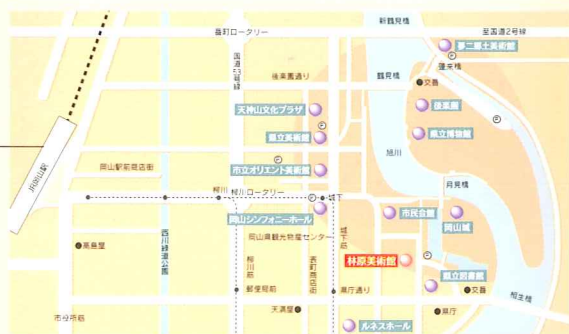 新鶴見橋
番町ロータリー
至国道2号線
夢二郷土美術館
P
蓬莱橋
国道53号線
後楽園通り
鶴見橋
交番
後楽園
P
天神山文化プラザ
P
県立美術館
県立博物館
旭川
JR岡山駅
P
岡山駅前商店街
市立オリエント美術館
月見橋
柳川
柳川ロータリー
P
城下
岡山シンフォニーホール
市民会館
岡山城
西川緑道公園
高島屋
岡山県観光物産センター
城下筋
柳川筋
表町商店街
林原美術館
P
県立図書館
郵便局前
県庁通り
交番
相生橋
天満屋
県庁
市役所筋
ルネスホール